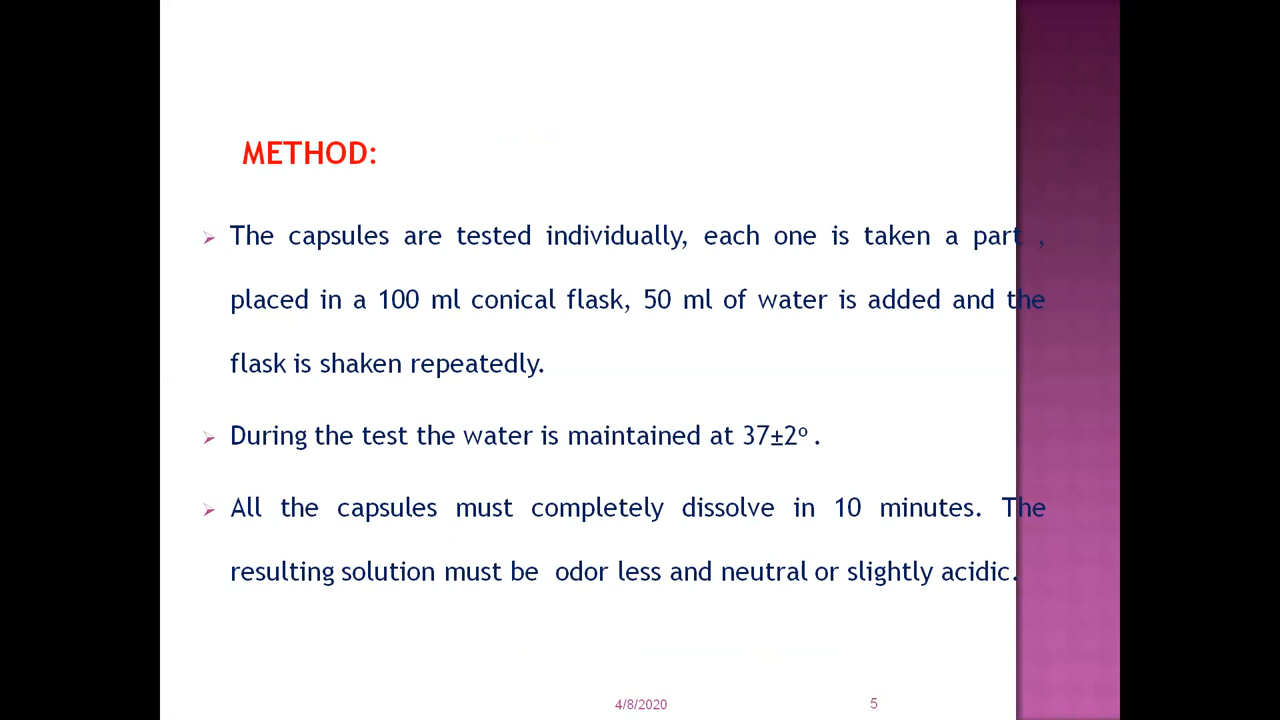 METHOD:
The capsules are tested individually, each one is taken a part ,
placed in a 100 ml conical flask, 50 ml of water is added and the
flask is shaken repeatedly.
During the test the water is maintained at 37±2º .
All the capsules must completely dissolve in 10 minutes. The
resulting solution must be odor less and neutral or slightly acidic.
4/8/2020
5